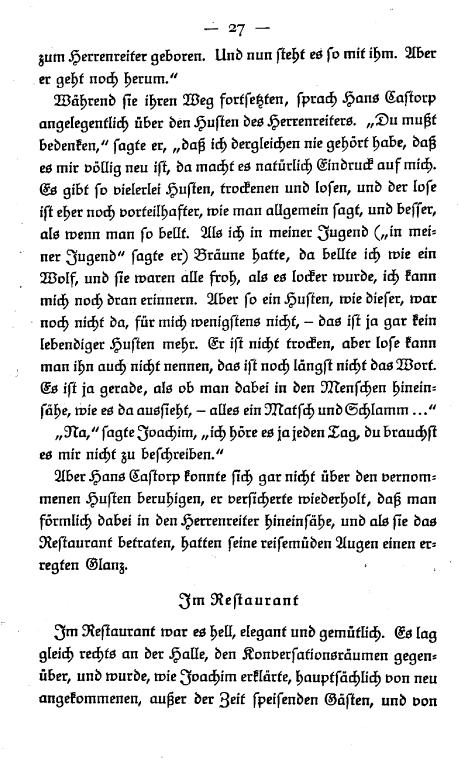 — 27 —
zum Herrenreiter geboren. Und nun steht es so mit ihm. Aber
er geht noch herum.“
Während sie ihren Weg fortsetzten, sprach Hans Castorp
angelegentlich über den Husten des Herrenreiters. „Du mußt
bedenken,“ sagte er, „daß ich dergleichen nie gehört habe, daß
es mir völlig neu ist, da macht es natürlich Eindruck auf mich.
Es gibt so vielerlei Husten, trockenen und losen, und der lose
ist eher noch vorteilhafter, wie man allgemein sagt, und besser,
als wenn man so bellt. Als ich in meiner Jugend („in mei⸗
ner Jugend“ sagte er) Bräune hatte, da bellte ich wie ein
Wolf, und sie waren alle froh, als es locker wurde, ich kann
mich noch dran erinnern. Aber so ein Husten, wie dieser, war
noch nicht da, für mich wenigstens nicht, – das ist ja gar kein
lebendiger Husten mehr. Er ist nicht trocken, aber lose kann
man ihn auch nicht nennen, das ist noch längst nicht das Wort.
Es ist ja gerade, als ob man dabei in den Menschen hinein⸗
sähe, wie es da aussieht, – alles ein Matsch und Schlamm ...“
„Na,“ sagte Joachim, „ich höre es ja jeden Tag, du brauchst
es mir nicht zu beschreiben.“
Aber Hans Castorp konnte sich gar nicht über den vernom⸗
menen Husten beruhigen, er versicherte wiederholt, daß man
förmlich dabei in den Herrenreiter hineinsähe, und als sie das
Restaurant betraten, hatten seine reisemüden Augen einen er⸗
regten Glanz.
Im Restaurant
Im Restaurant war es hell, elegant und gemütlich. Es lag
gleich rechts an der Halle, den Konversationsräumen gegen⸗
über, und wurde, wie Joachim erklärte, hauptsächlich von neu
angekommenen, außer der Zeit speisenden Gästen, und von